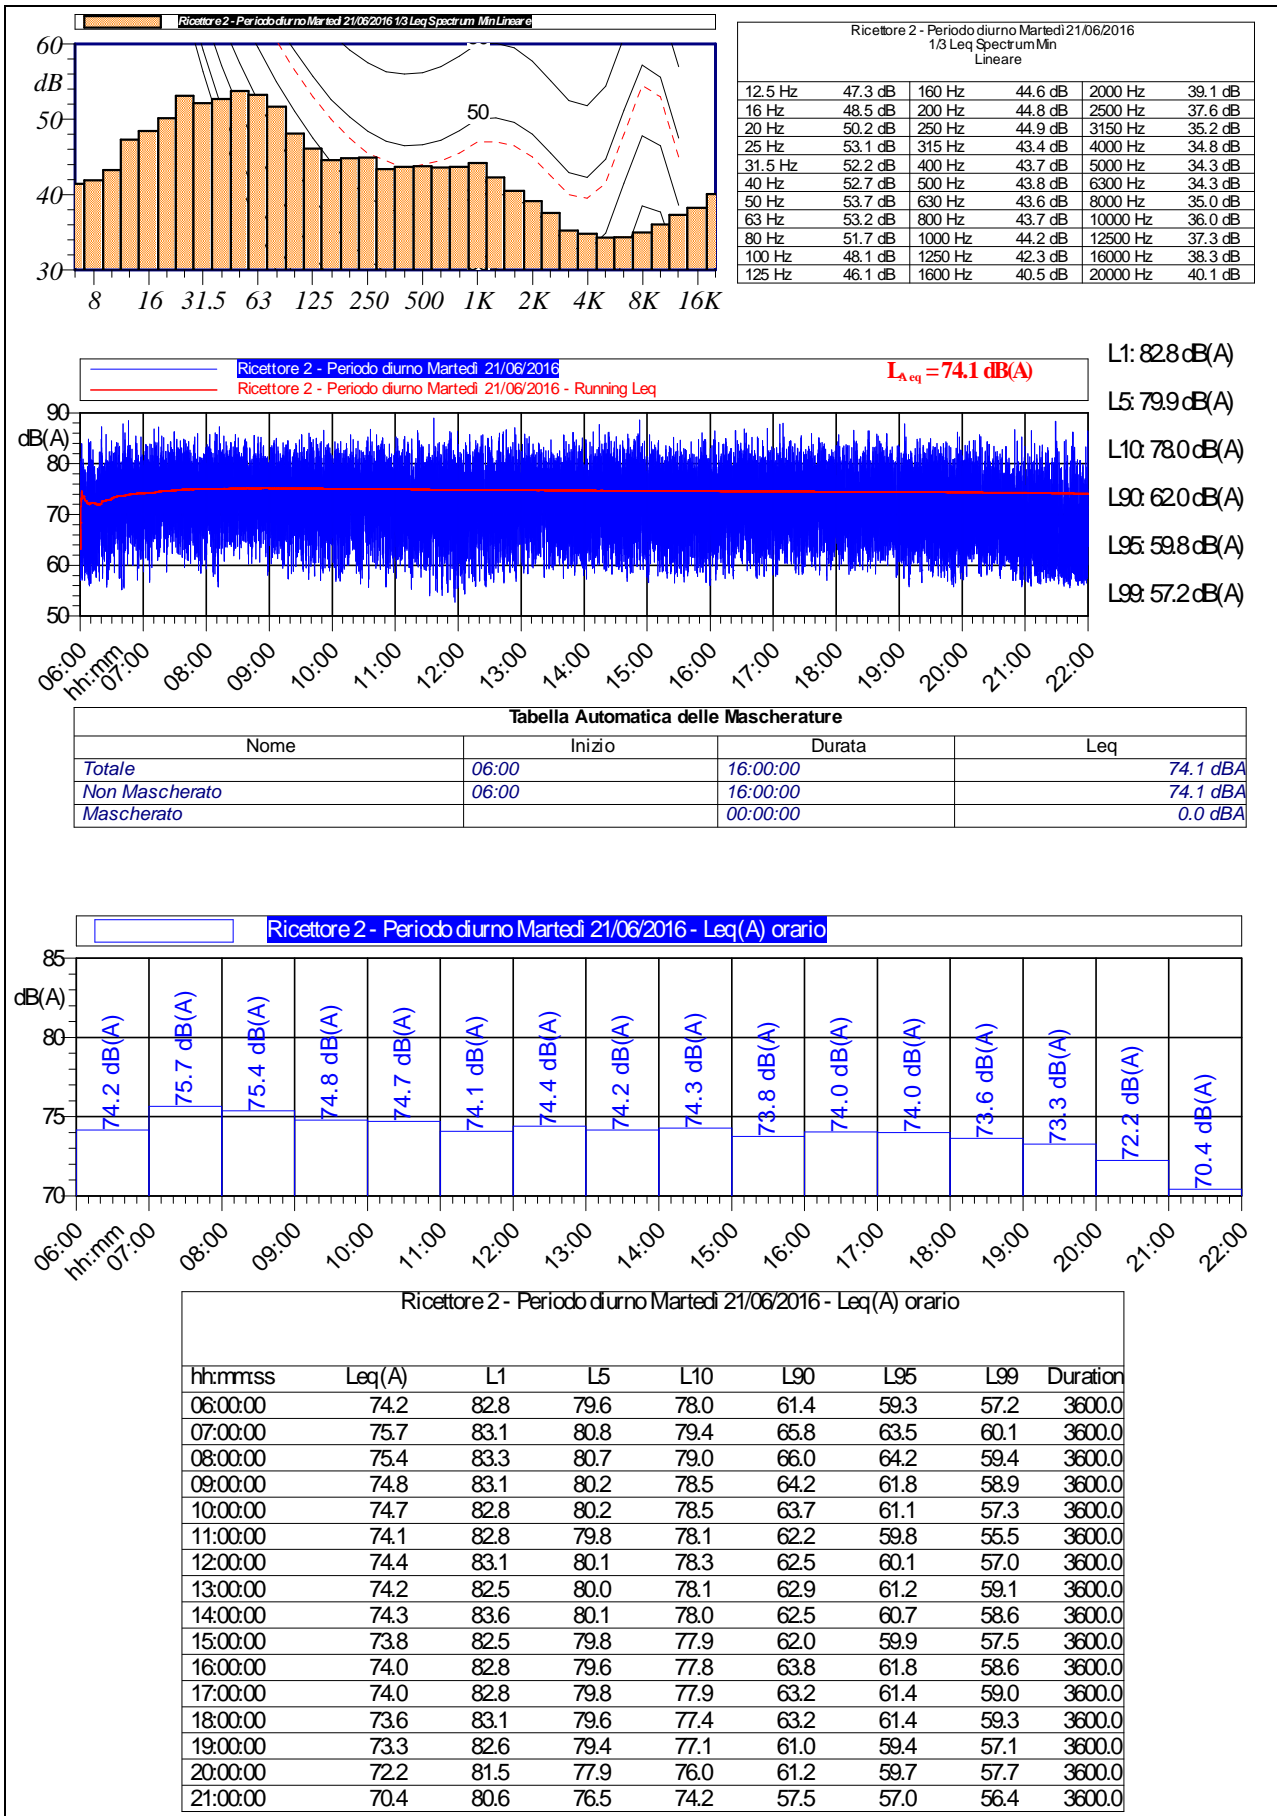 Ricettore 2 - Periodo diurno Martedì 21/06/2016 1/3 Leq Spectrum Min Lineare
60
dB
50
40
30
50
8 16 31.5 63 125 250 500 1K 2K 4K 8K 16K
Ricettore 2 - Periodo diurno Martedì 21/06/2016
1/3 Leq Spectrum Min
Lineare
12.5 Hz 47.3 dB 160 Hz 44.6 dB 2000 Hz 39.1 dB
16 Hz 48.5 dB 200 Hz 44.8 dB 2500 Hz 37.6 dB
20 Hz 50.2 dB 250 Hz 44.9 dB 3150 Hz 35.2 dB
25 Hz 53.1 dB 315 Hz 43.4 dB 4000 Hz 34.8 dB
31.5 Hz 52.2 dB 400 Hz 43.7 dB 5000 Hz 34.3 dB
40 Hz 52.7 dB 500 Hz 43.8 dB 6300 Hz 34.3 dB
50 Hz 53.7 dB 630 Hz 43.6 dB 8000 Hz 35.0 dB
63 Hz 53.2 dB 800 Hz 43.7 dB 10000 Hz 36.0 dB
80 Hz 51.7 dB 1000 Hz 44.2 dB 12500 Hz 37.3 dB
100 Hz 48.1 dB 1250 Hz 42.3 dB 16000 Hz 38.3 dB
125 Hz 46.1 dB 1600 Hz 40.5 dB 20000 Hz 40.1 dB
Ricettore 2 - Periodo diurno Martedì 21/06/2016
Ricettore 2 - Periodo diurno Martedì 21/06/2016 - Running Leq
LAeq = 74.1 dB(A)
90
dB(A)
80
70
60
50
06:00 hh:mm 07:00 08:00 09:00 10:00 11:00 12:00 13:00 14:00 15:00 16:00 17:00 18:00 19:00 20:00 21:00 22:00
L1: 82.8 dB(A)
L5: 79.9 dB(A)
L10: 78.0 dB(A)
L90: 62.0 dB(A)
L95: 59.8 dB(A)
L99: 57.2 dB(A)
Tabella Automatica delle Mascherature
Nome Inizio Durata Leq
Totale 06:00 16:00:00 74.1 dBA
Non Mascherato 06:00 16:00:00 74.1 dBA
Mascherato 00:00:00 0.0 dBA
Ricettore 2 - Periodo diurno Martedì 21/06/2016 - Leq(A) orario
85
dB(A)
80
75
70
74.2 dB(A) 75.7 dB(A) 75.4 dB(A) 74.8 dB(A) 74.7 dB(A) 74.1 dB(A) 74.4 dB(A) 74.2 dB(A) 74.3 dB(A) 73.8 dB(A) 74.0 dB(A) 74.0 dB(A) 73.6 dB(A) 73.3 dB(A) 72.2 dB(A) 70.4 dB(A)
06:00 hh:mm 07:00 08:00 09:00 10:00 11:00 12:00 13:00 14:00 15:00 16:00 17:00 18:00 19:00 20:00 21:00 22:00
Ricettore 2 - Periodo diurno Martedì 21/06/2016 - Leq(A) orario
hh:mm:ss Leq(A) L1 L5 L10 L90 L95 L99 Duration
06:00:00 74.2 82.8 79.6 78.0 61.4 59.3 57.2 3600.0
07:00:00 75.7 83.1 80.8 79.4 65.8 63.5 60.1 3600.0
08:00:00 75.4 83.3 80.7 79.0 66.0 64.2 59.4 3600.0
09:00:00 74.8 83.1 80.2 78.5 64.2 61.8 58.9 3600.0
10:00:00 74.7 82.8 80.2 78.5 63.7 61.1 57.3 3600.0
11:00:00 74.1 82.8 79.8 78.1 62.2 59.8 55.5 3600.0
12:00:00 74.4 83.1 80.1 78.3 62.5 60.1 57.0 3600.0
13:00:00 74.2 82.5 80.0 78.1 62.9 61.2 59.1 3600.0
14:00:00 74.3 83.6 80.1 78.0 62.5 60.7 58.6 3600.0
15:00:00 73.8 82.5 79.8 77.9 62.0 59.9 57.5 3600.0
16:00:00 74.0 82.8 79.6 77.8 63.8 61.8 58.6 3600.0
17:00:00 74.0 82.8 79.8 77.9 63.2 61.4 59.0 3600.0
18:00:00 73.6 83.1 79.6 77.4 63.2 61.4 59.3 3600.0
19:00:00 73.3 82.6 79.4 77.1 61.0 59.4 57.1 3600.0
20:00:00 72.2 81.5 77.9 76.0 61.2 59.7 57.7 3600.0
21:00:00 70.4 80.6 76.5 74.2 57.5 57.0 56.4 3600.0